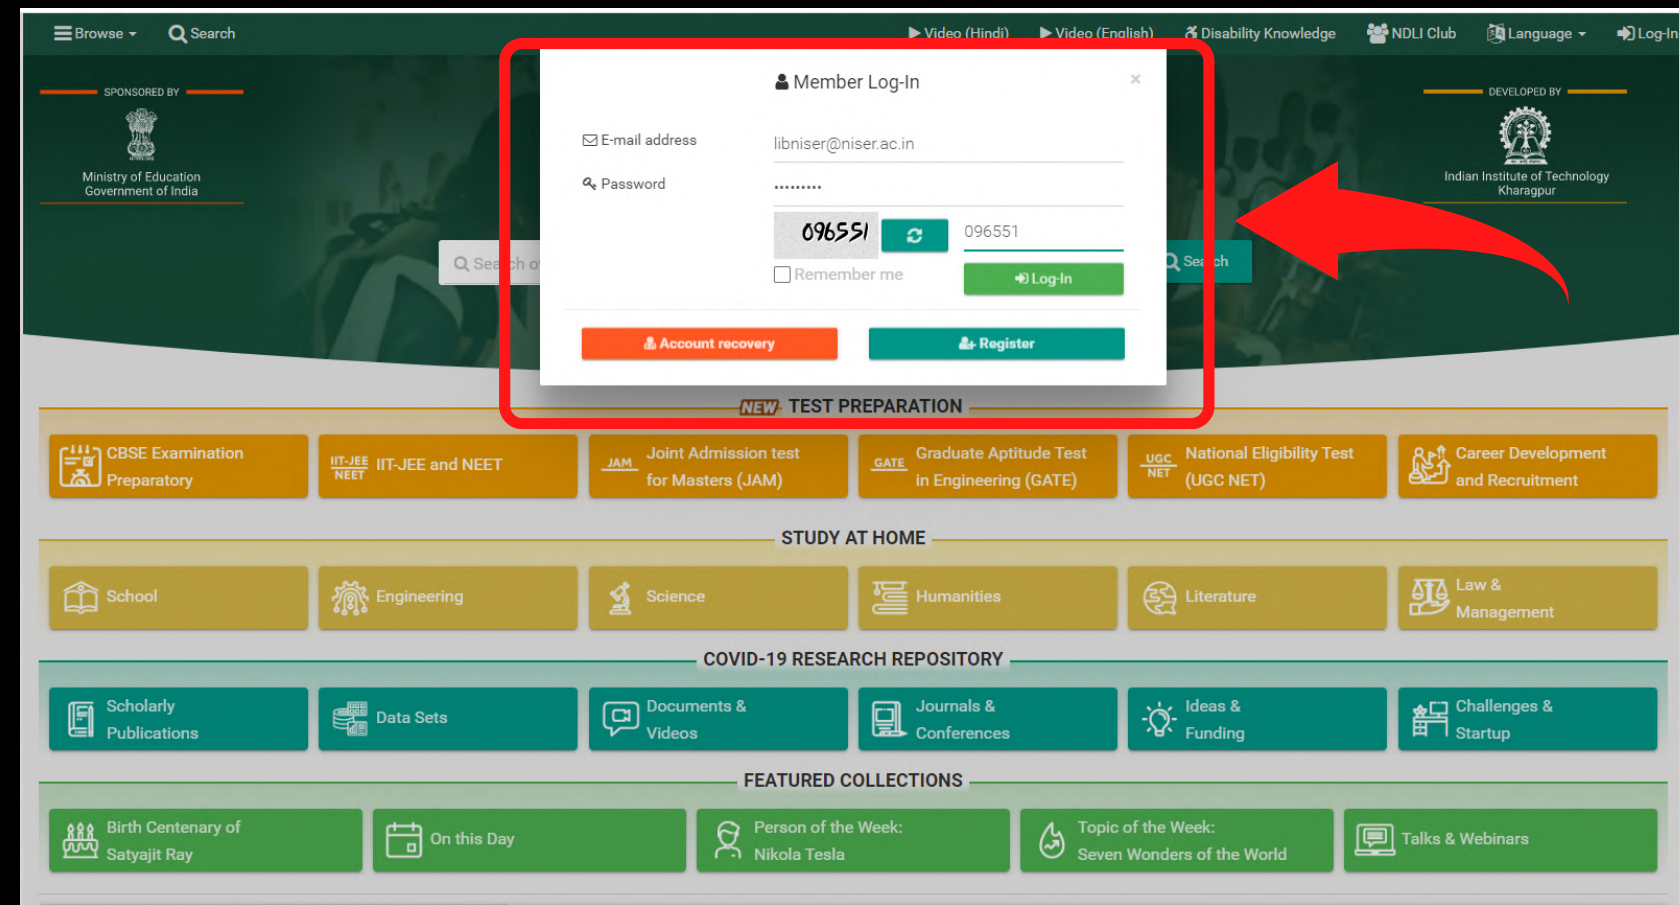 Browse
Search
Video (Hindi)
Video (English)
Disability Knowledge
NDLI Club
Language
Log-In
SPONSORED BY
Ministry of Education
Government of India
DEVELOPED BY
Indian Institute of Technology
Kharagpur
Member Log-In
×
E-mail address
libniser@niser.ac.in
Password
•••••••••
096551
096551
Remember me
Log-In
Account recovery
Register
Search o
Search
NEW TEST PREPARATION
CBSE Examination
Preparatory
IIT-JEE
NEET
IIT-JEE and NEET
JAM
Joint Admission test
for Masters (JAM)
GATE
Graduate Aptitude Test
in Engineering (GATE)
UGC
NET
National Eligibility Test
(UGC NET)
Career Development
and Recruitment
STUDY AT HOME
School
Engineering
Science
Humanities
Literature
Law &
Management
COVID-19 RESEARCH REPOSITORY
Scholarly
Publications
Data Sets
Documents &
Videos
Journals &
Conferences
Ideas &
Funding
Challenges &
Startup
FEATURED COLLECTIONS
Birth Centenary of
Satyajit Ray
On this Day
Person of the Week:
Nikola Tesla
Topic of the Week:
Seven Wonders of the World
Talks & Webinars